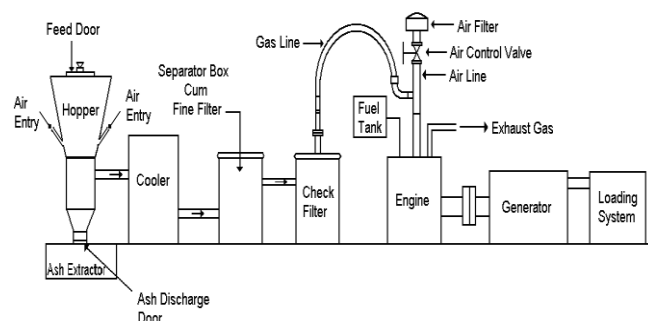 Feed Door
Hopper
Air
Entry
Air
Entry
Separator Box
Cum
Fine Filter
Gas Line
Air Filter
Air Control Valve
Air Line
Fuel
Tank
Exhaust Gas
Cooler
Check
Filter
Engine
Generator
Loading
System
Ash Extractor
Ash Discharge
Door